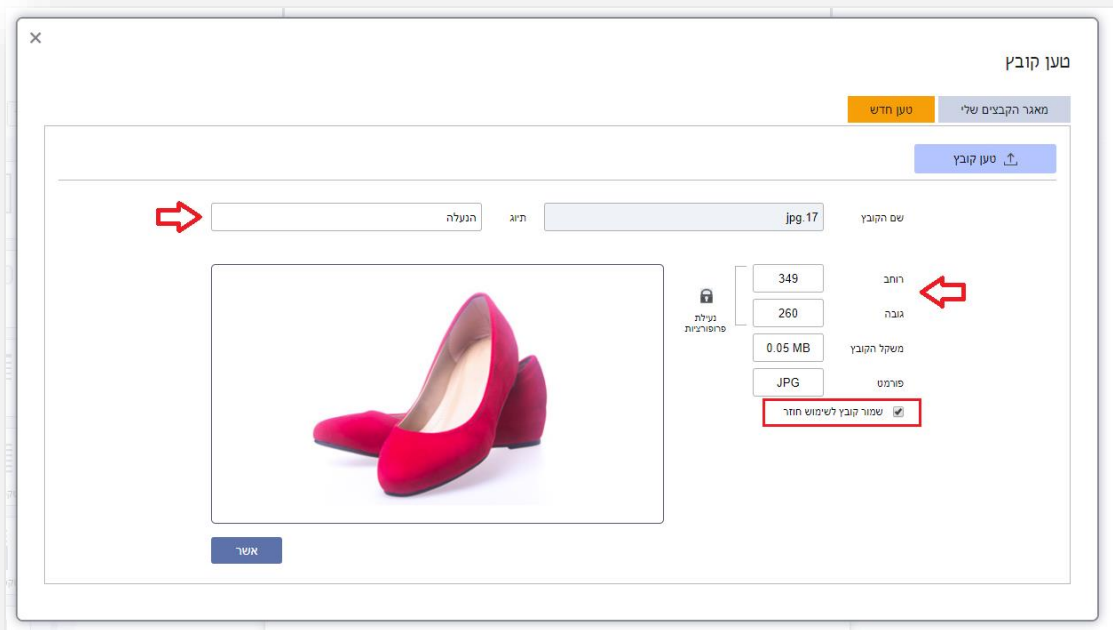 טען קובץ
מאגר הקבצים שלי
טען חדש
טען קובץ
שם הקובץ
jpg.17
תיוג
הנעלה
רוחב
349
גובה
260
נעילת
פרופורציות
משקל הקובץ
0.05 MB
פורמט
JPG
שמור קובץ לשימוש חוזר
אשר